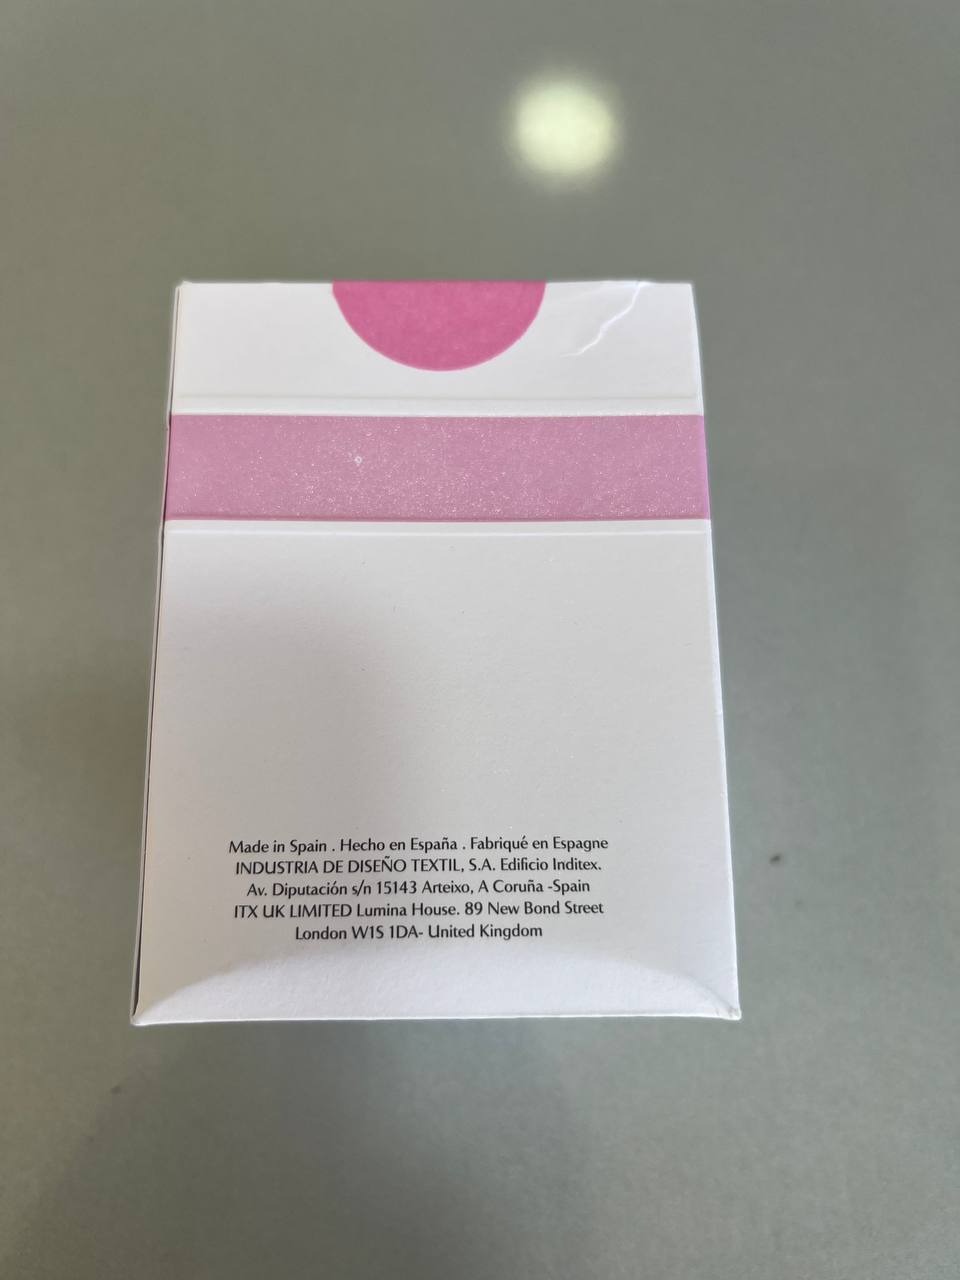 Made in Spain . Hecho en España . Fabriqué en Espagne
INDUSTRIA DE DISEÑO TEXTIL, S.A. Edificio Inditex.
Av. Diputación s/n 15143 Arteixo, A Coruña -Spain
ITX UK LIMITED Lumina House. 89 New Bond Street
London W1S 1DA- United Kingdom